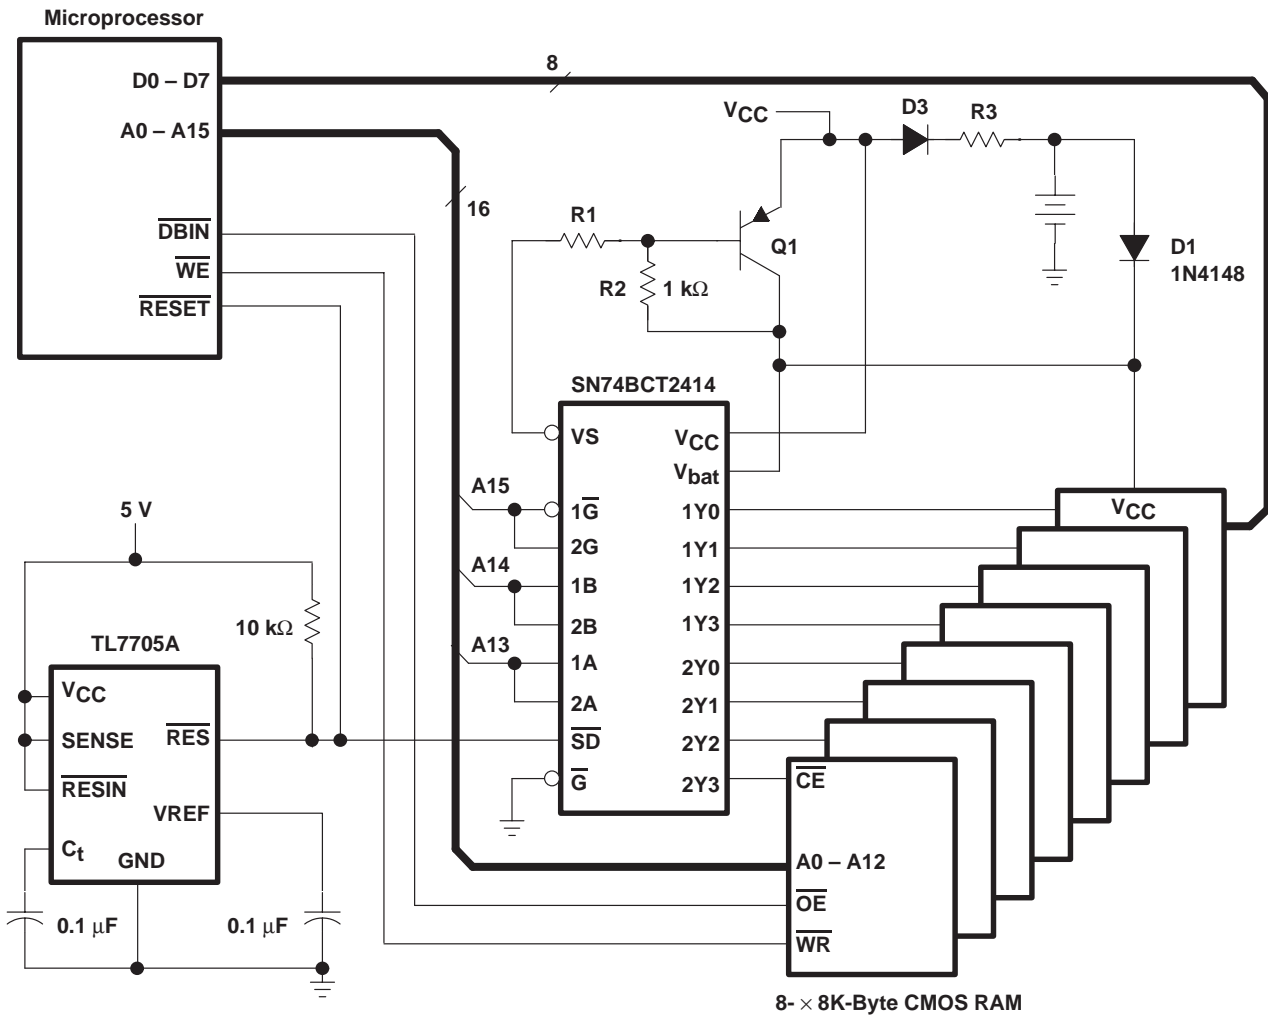 Microprocessor
D0 – D7
8
A0 – A15
16
DBIN
WE
RESET
VCC
D3
R3
R1
Q1
R2
1 kΩ
D1
1N4148
SN74BCT2414
VS
VCC
Vbat
A15
1G
1Y0
VCC
2G
1Y1
A14
1B
1Y2
2B
1Y3
A13
1A
2Y0
2A
2Y1
SD
2Y2
G
2Y3
CE
5 V
10 kΩ
TL7705A
VCC
SENSE
RES
RESIN
VREF
Ct
GND
0.1 μF
0.1 μF
A0 – A12
OE
WR
8- × 8K-Byte CMOS RAM